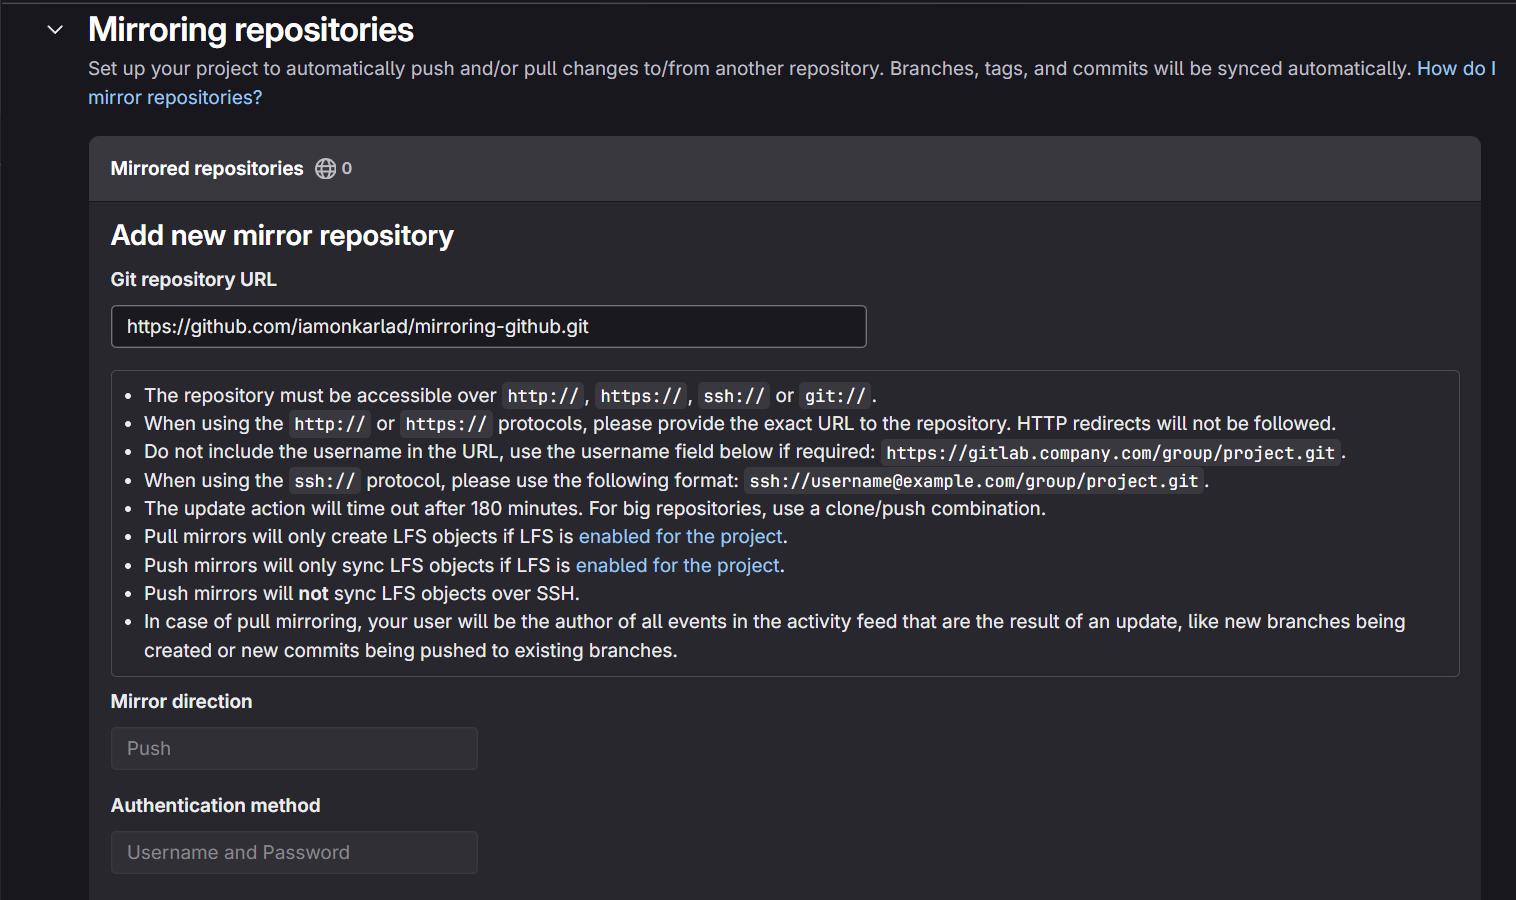 Mirroring repositories
Set up your project to automatically push and/or pull changes to/from another repository. Branches, tags, and commits will be synced automatically. How do I
mirror repositories?
Mirrored repositories 0
Add new mirror repository
Git repository URL
https://github.com/iamonkarlad/mirroring-github.git
• The repository must be accessible over http://, https://, ssh:// or git://.
• When using the http:// or https:// protocols, please provide the exact URL to the repository. HTTP redirects will not be followed.
• Do not include the username in the URL, use the username field below if required: https://gitlab.company.com/group/project.git.
• When using the ssh:// protocol, please use the following format: ssh://username@example.com/group/project.git.
• The update action will time out after 180 minutes. For big repositories, use a clone/push combination.
• Pull mirrors will only create LFS objects if LFS is enabled for the project.
• Push mirrors will only sync LFS objects if LFS is enabled for the project.
• Push mirrors will not sync LFS objects over SSH.
• In case of pull mirroring, your user will be the author of all events in the activity feed that are the result of an update, like new branches being
created or new commits being pushed to existing branches.
Mirror direction
Push
Authentication method
Username and Password